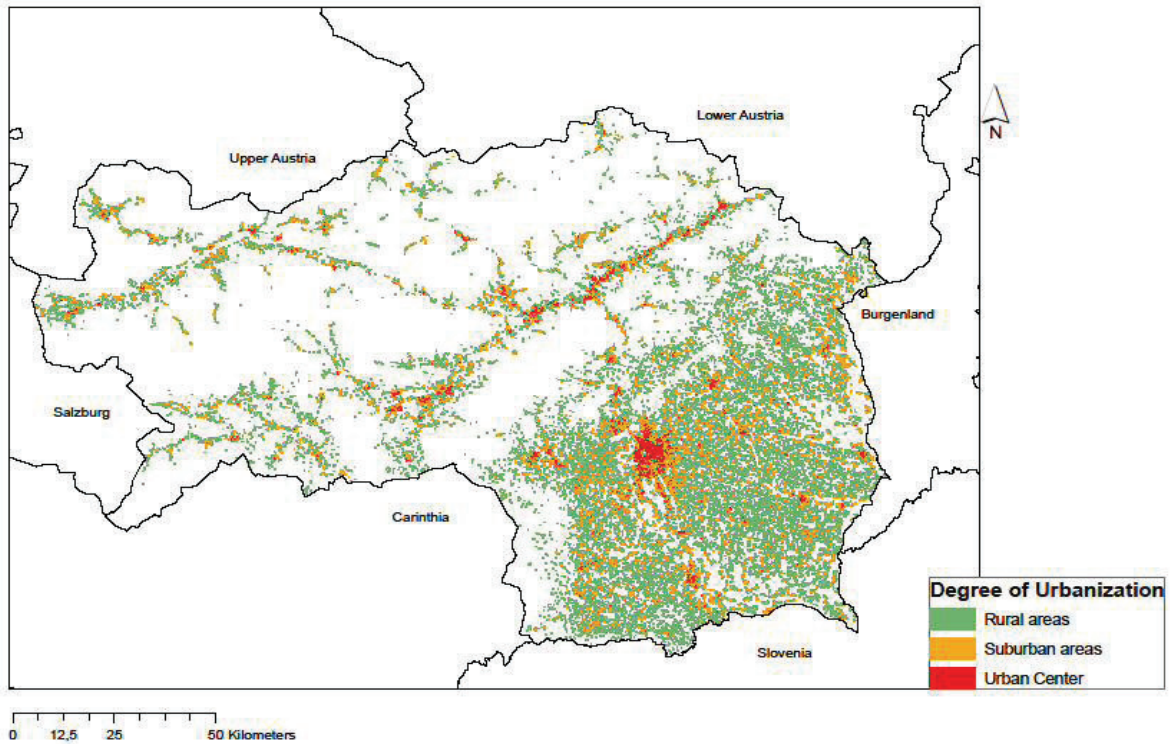 Lower Austria
N
Upper Austria
Burgenland
Salzburg
Carinthia
Slovenia
Degree of Urbanization
Rural areas
Suburban areas
Urban Center
0 12,5 25 50 Kilometers